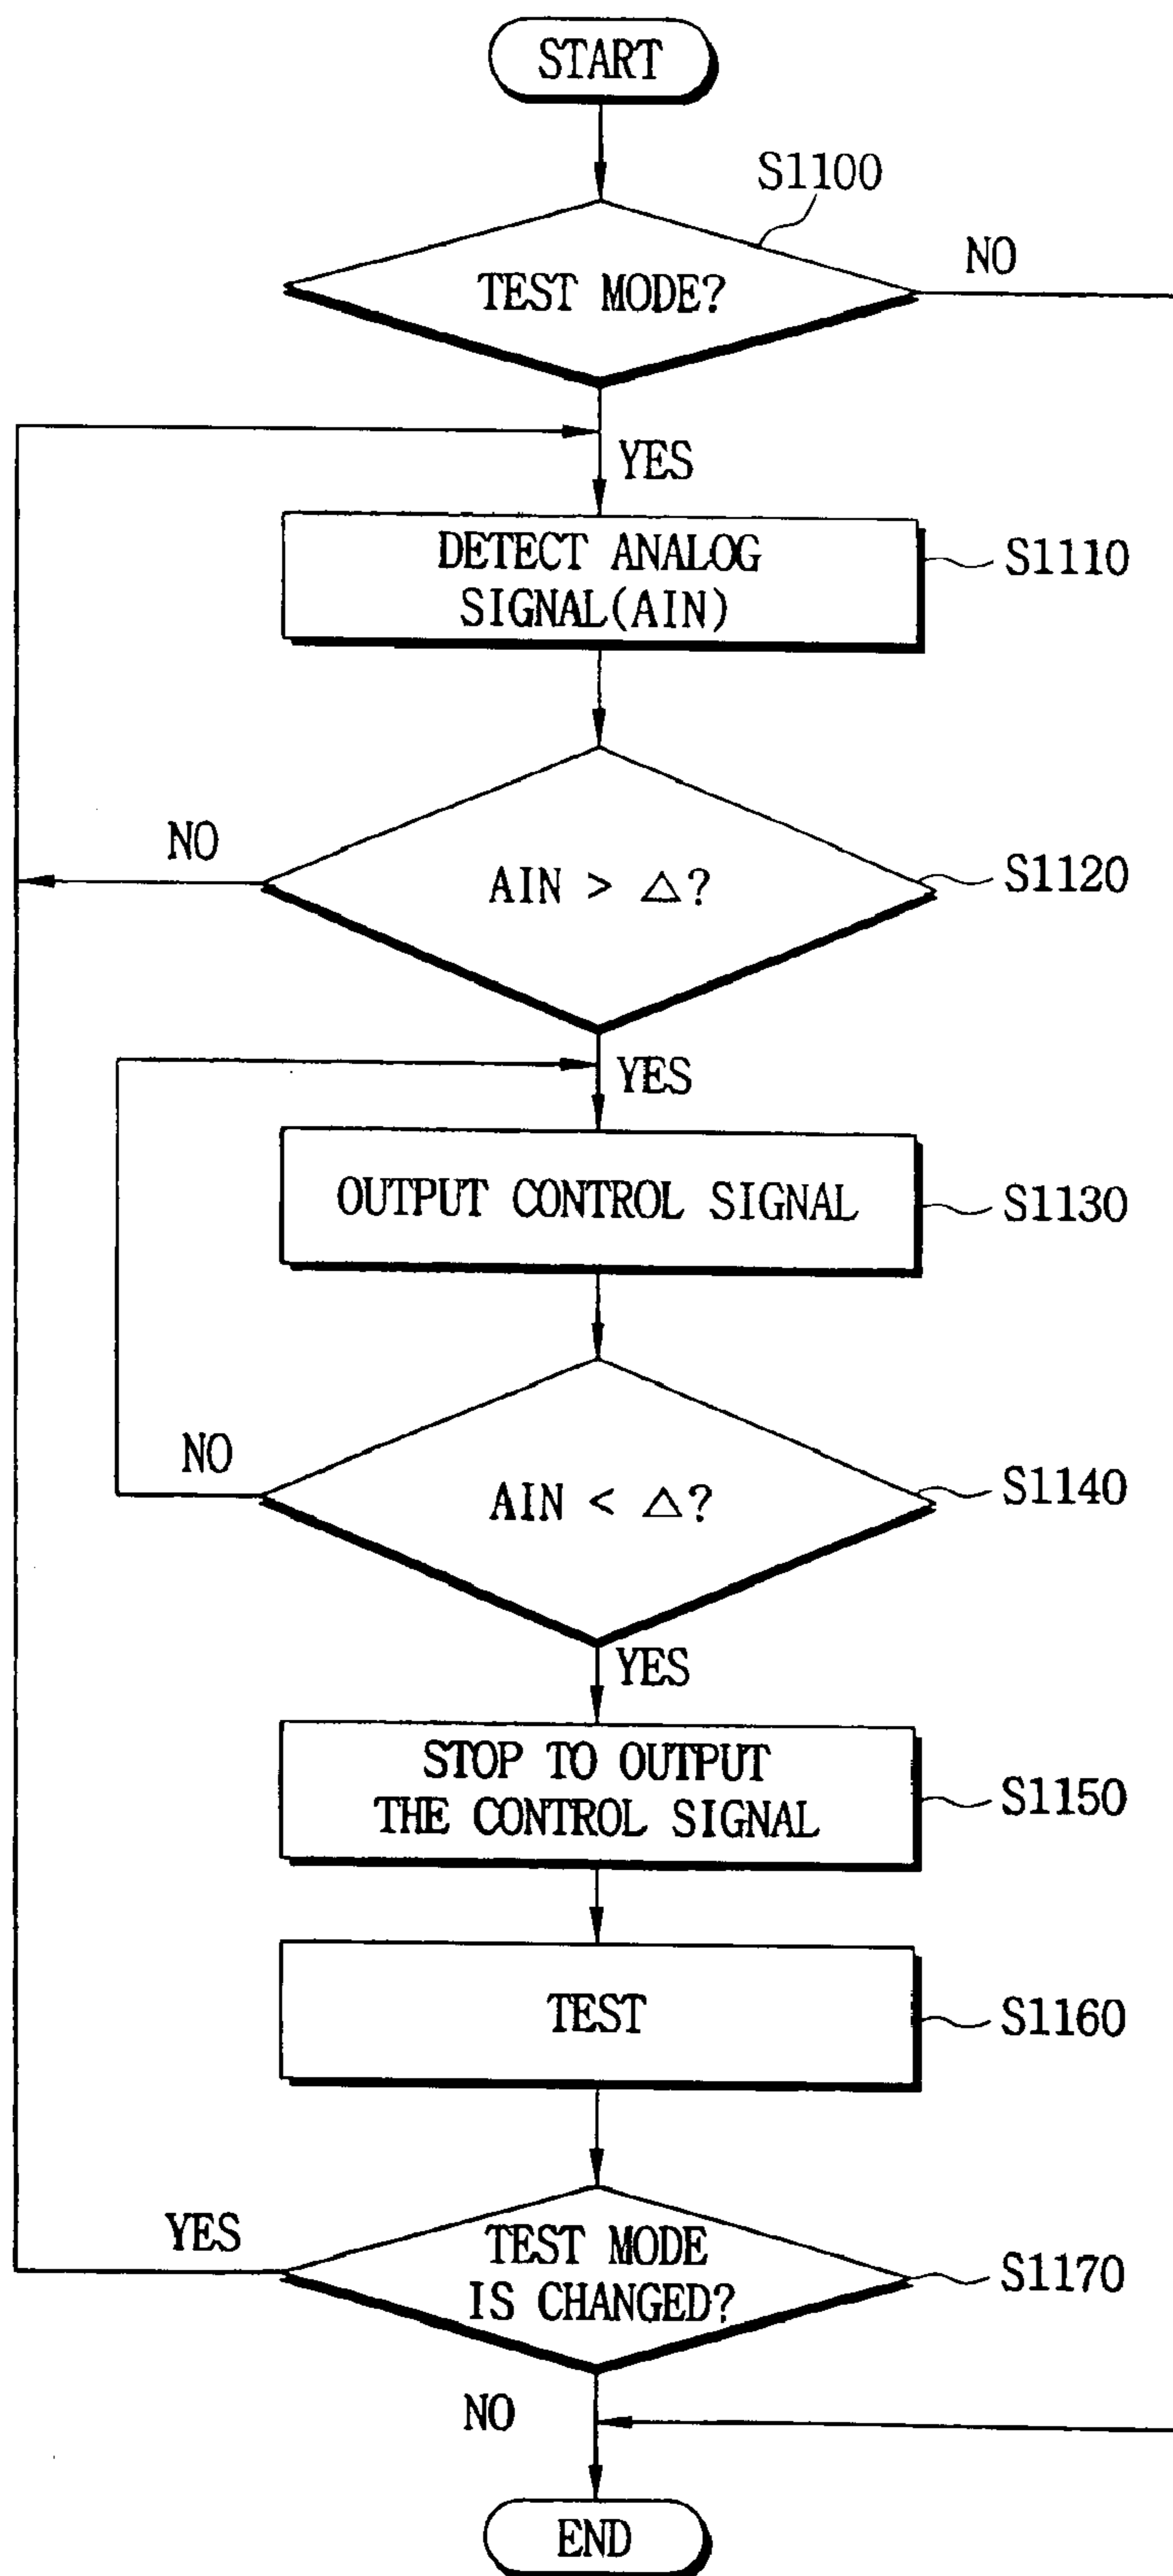 START
S1100
NO
TEST MODE?
YES
DETECT ANALOG
SIGNAL(AIN)
S1110
NO
AIN > △?
S1120
YES
OUTPUT CONTROL SIGNAL
S1130
NO
AIN < △?
S1140
YES
STOP TO OUTPUT
THE CONTROL SIGNAL
S1150
TEST
S1160
YES
TEST MODE
IS CHANGED?
S1170
NO
END